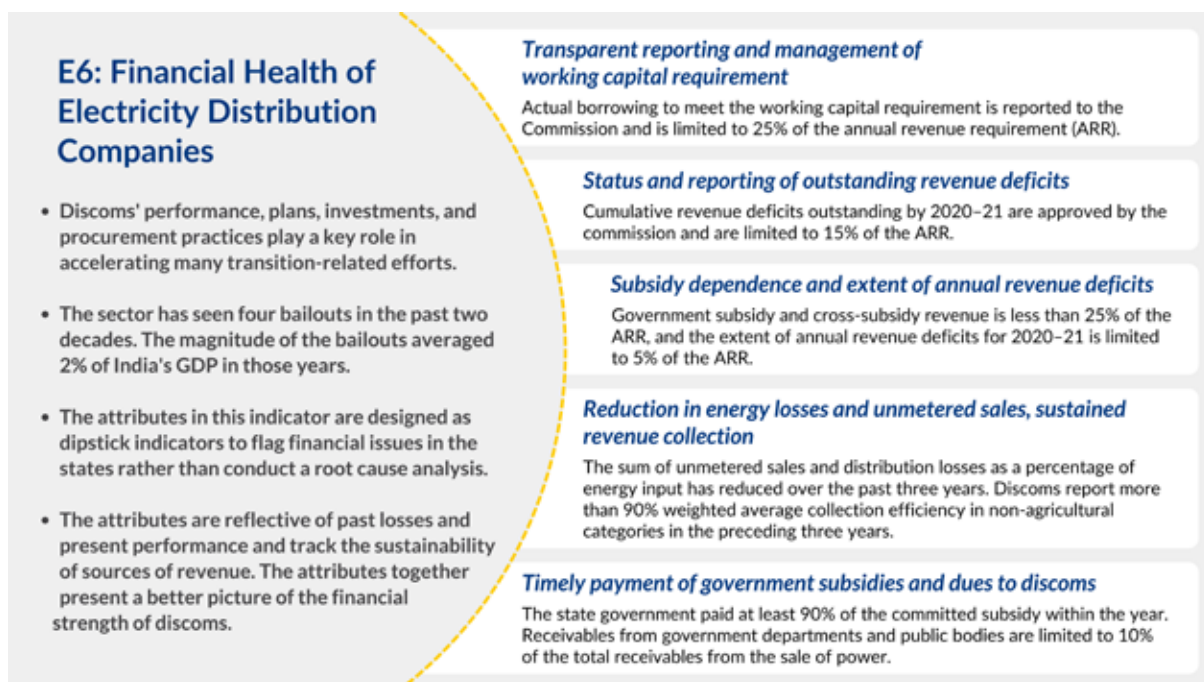 E6: Financial Health of
Electricity Distribution
Companies
• Discoms' performance, plans, investments, and
procurement practices play a key role in
accelerating many transition-related efforts.
• The sector has seen four bailouts in the past two
decades. The magnitude of the bailouts averaged
2% of India's GDP in those years.
• The attributes in this indicator are designed as
dipstick indicators to flag financial issues in the
states rather than conduct a root cause analysis.
• The attributes are reflective of past losses and
present performance and track the sustainability
of sources of revenue. The attributes together
present a better picture of the financial
strength of discoms.
Transparent reporting and management of
working capital requirement
Actual borrowing to meet the working capital requirement is reported to the
Commission and is limited to 25% of the annual revenue requirement (ARR).
Status and reporting of outstanding revenue deficits
Cumulative revenue deficits outstanding by 2020–21 are approved by the
commission and are limited to 15% of the ARR.
Subsidy dependence and extent of annual revenue deficits
Government subsidy and cross-subsidy revenue is less than 25% of the
ARR, and the extent of annual revenue deficits for 2020–21 is limited
to 5% of the ARR.
Reduction in energy losses and unmetered sales, sustained
revenue collection
The sum of unmetered sales and distribution losses as a percentage of
energy input has reduced over the past three years. Discoms report more
than 90% weighted average collection efficiency in non-agricultural
categories in the preceding three years.
Timely payment of government subsidies and dues to discoms
The state government paid at least 90% of the committed subsidy within the year.
Receivables from government departments and public bodies are limited to 10%
of the total receivables from the sale of power.